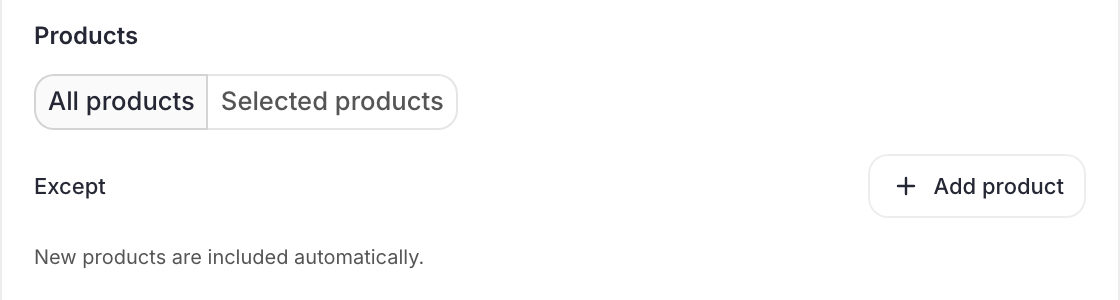 Products
All products Selected products
Except + Add product
New products are included automatically.